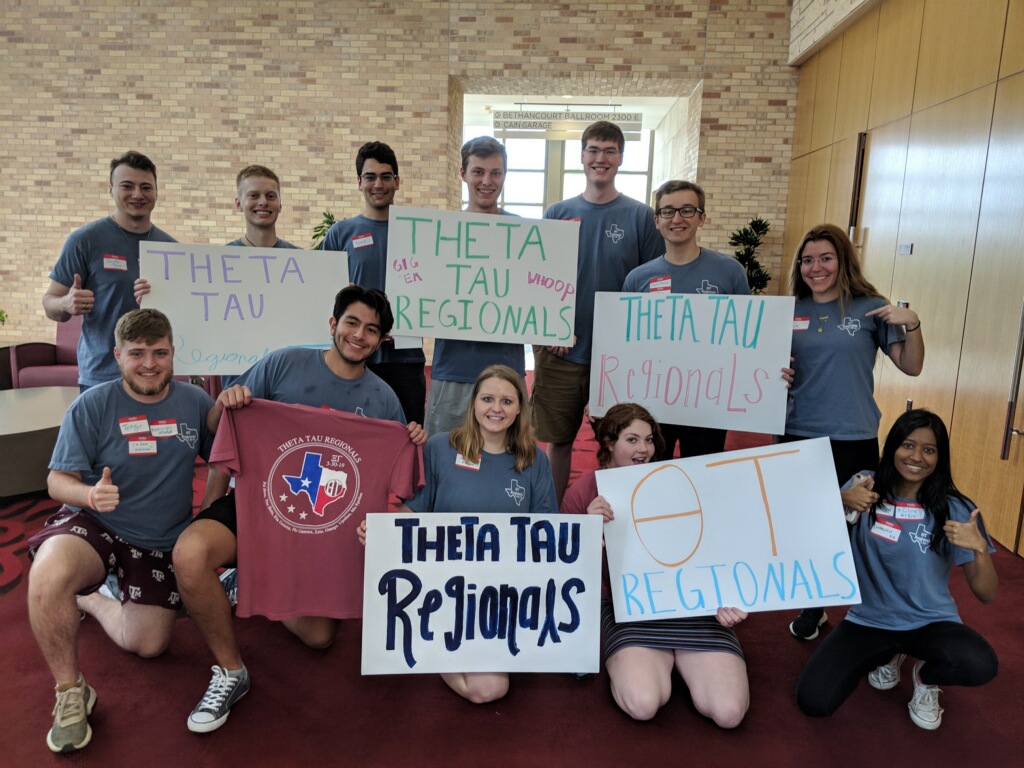 BETHANCOURT BALLROOM 2300 E
CAIN GARAGE
THETA
TAU
Regionals
THETA
TAU
REGIONALS
GIG
'EM
WHOOP
THETA TAU
Regionals
THETA TAU REGIONALS
ΞΓ
3-30-19
THETA TAU
Regionals
ΘT
REGIONALS